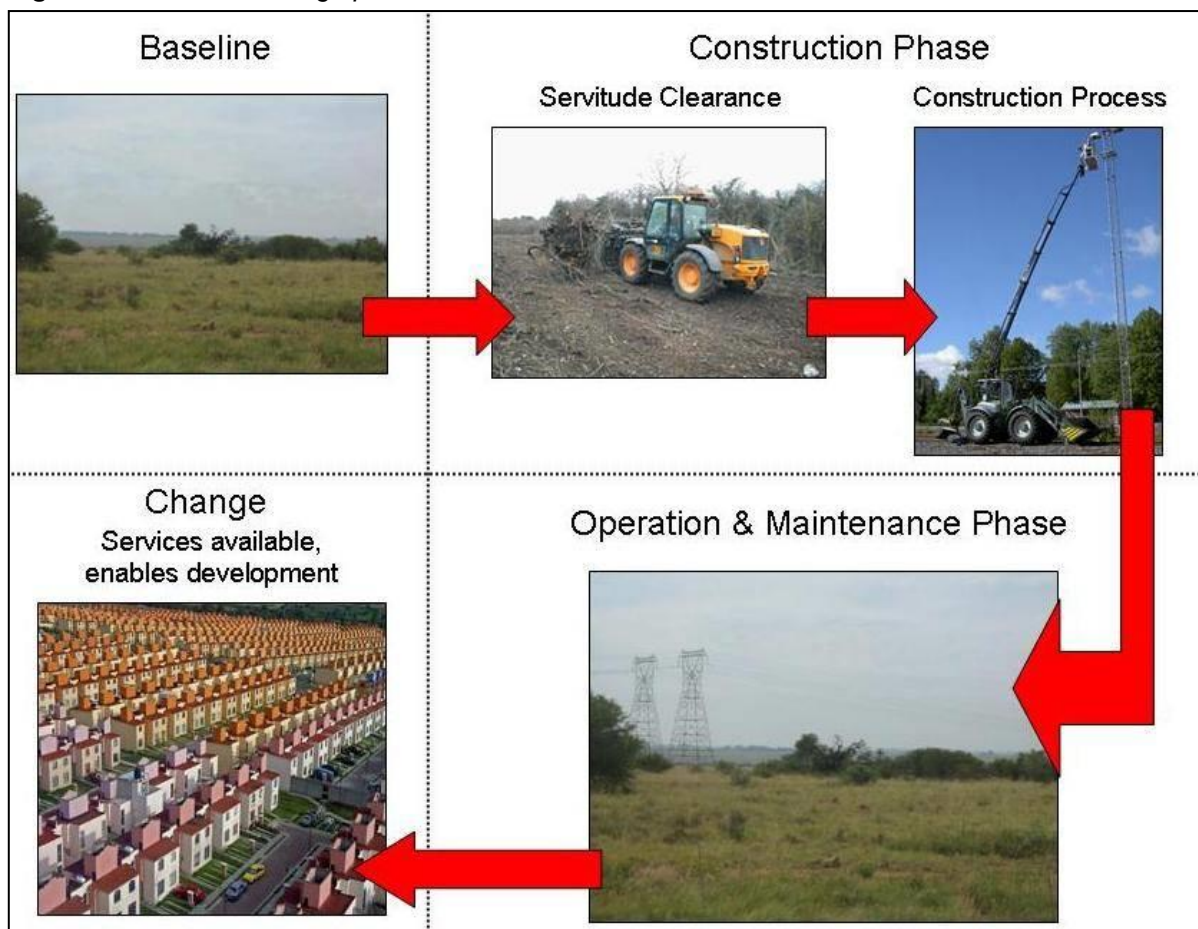 Baseline
Construction Phase
Servitude Clearance
Construction Process
Change
Services available,
enables development
Operation & Maintenance Phase